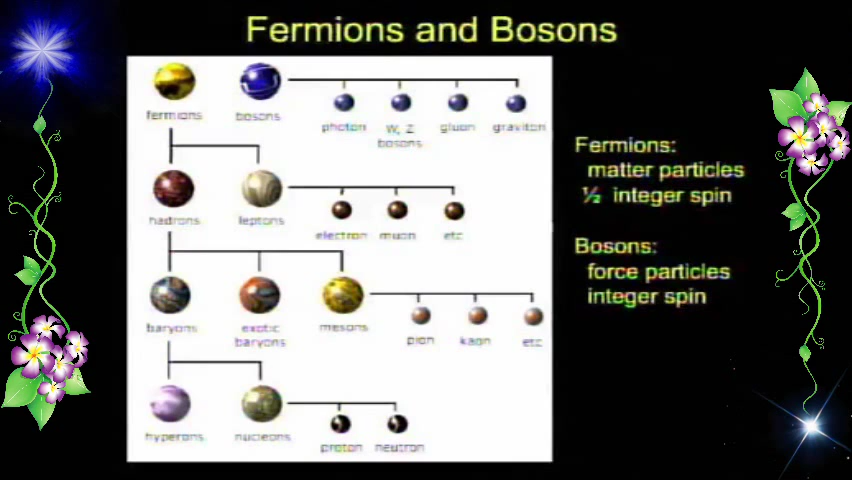 Fermions and Bosons
fermions
bosons
photon
W, Z
bosons
gluon
graviton
hadrons
leptons
electron
muon
etc
baryons
exotic
baryons
mesons
pion
kaon
etc
hyperons
nucleons
proton
neutron
Fermions:
matter particles
½ integer spin
Bosons:
force particles
integer spin